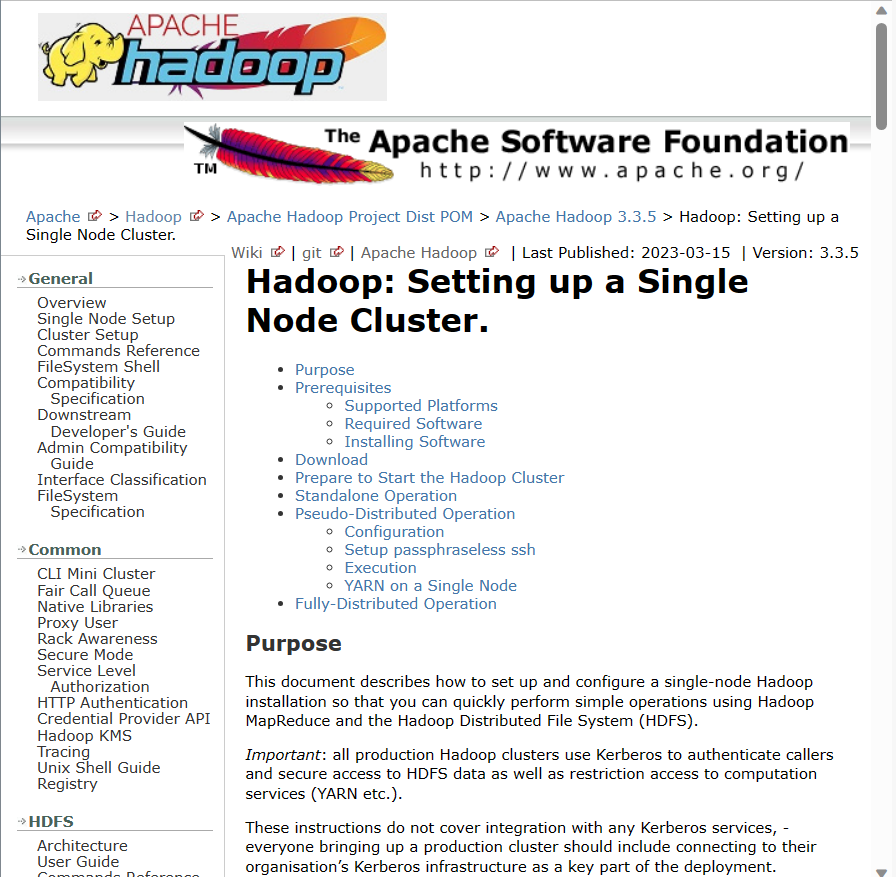 APACHE
hadoop
The Apache Software Foundation
TM
http://www.apache.org/
Apache > Hadoop > Apache Hadoop Project Dist POM > Apache Hadoop 3.3.5 > Hadoop: Setting up a
Single Node Cluster.
Wiki | git | Apache Hadoop | Last Published: 2023-03-15 | Version: 3.3.5
General
Overview
Single Node Setup
Cluster Setup
Commands Reference
FileSystem Shell
Compatibility
Specification
Downstream
Developer's Guide
Admin Compatibility
Guide
Interface Classification
FileSystem
Specification
Common
CLI Mini Cluster
Fair Call Queue
Native Libraries
Proxy User
Rack Awareness
Secure Mode
Service Level
Authorization
HTTP Authentication
Credential Provider API
Hadoop KMS
Tracing
Unix Shell Guide
Registry
HDFS
Architecture
User Guide
Commands Reference
Hadoop: Setting up a Single
Node Cluster.
Purpose
Prerequisites
Supported Platforms
Required Software
Installing Software
Download
Prepare to Start the Hadoop Cluster
Standalone Operation
Pseudo-Distributed Operation
Configuration
Setup passphraseless ssh
Execution
YARN on a Single Node
Fully-Distributed Operation
Purpose
This document describes how to set up and configure a single-node Hadoop
installation so that you can quickly perform simple operations using Hadoop
MapReduce and the Hadoop Distributed File System (HDFS).
Important: all production Hadoop clusters use Kerberos to authenticate callers
and secure access to HDFS data as well as restriction access to computation
services (YARN etc.).
These instructions do not cover integration with any Kerberos services, -
everyone bringing up a production cluster should include connecting to their
organisation’s Kerberos infrastructure as a key part of the deployment.